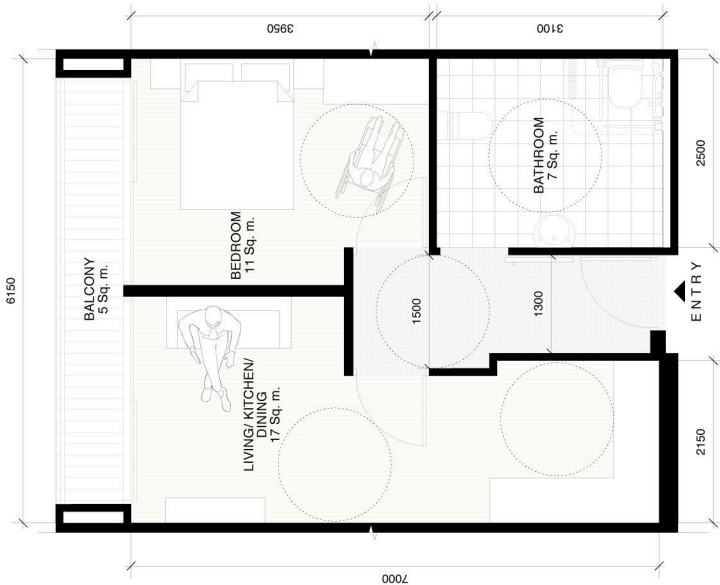 3950
3100
6150
BALCONY
5 Sq. m.
BEDROOM
11 Sq. m.
BATHROOM
7 Sq. m.
2500
1500
1300
ENTRY
LIVING/ KITCHEN/
DINING
17 Sq. m.
2150
7000